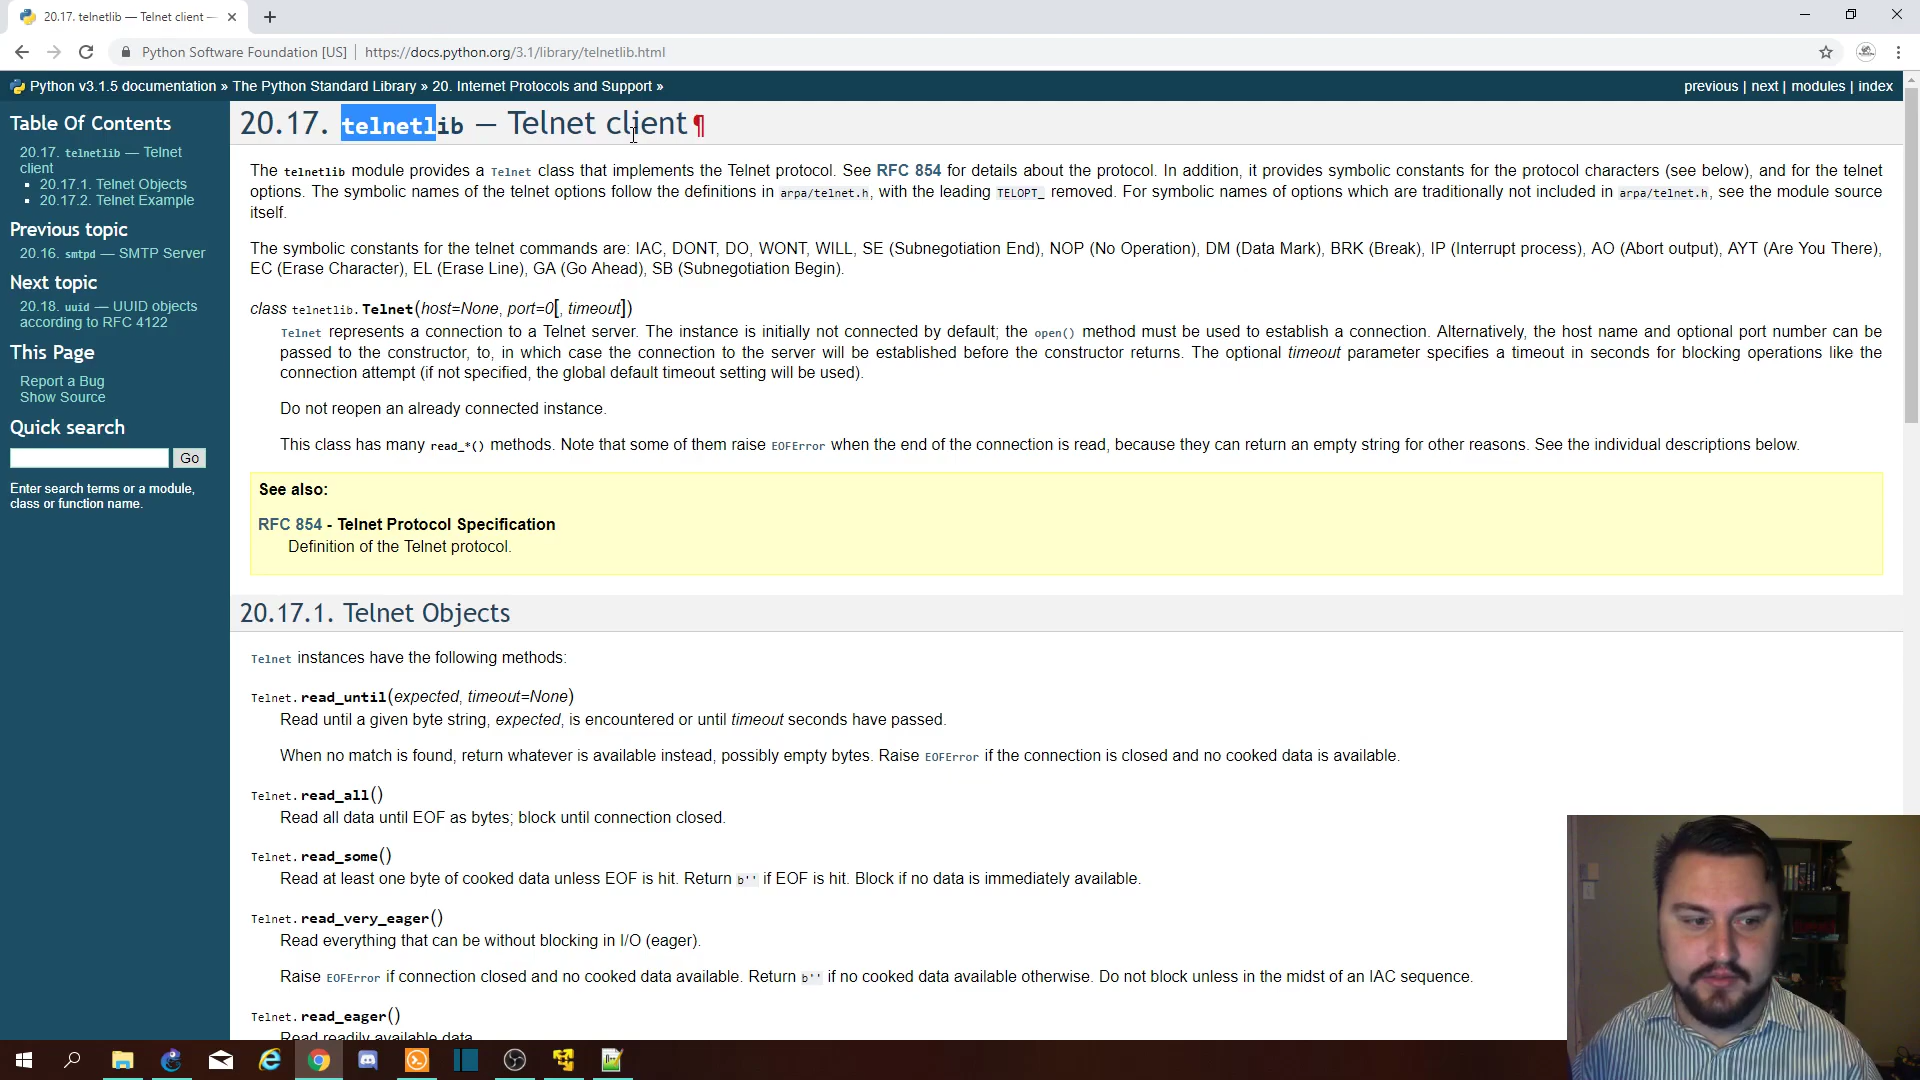 20.17. telnetlib — Telnet client —
Python Software Foundation [US] | https://docs.python.org/3.1/library/telnetlib.html
Python v3.1.5 documentation » The Python Standard Library » 20. Internet Protocols and Support »
previous | next | modules | index
Table Of Contents
20.17. telnetlib — Telnet
client
20.17.1. Telnet Objects
20.17.2. Telnet Example
Previous topic
20.16. smtpd — SMTP Server
Next topic
20.18. uuid — UUID objects
according to RFC 4122
This Page
Report a Bug
Show Source
Quick search
Go
Enter search terms or a module,
class or function name.
20.17. telnetlib — Telnet client¶
The telnetlib module provides a Telnet class that implements the Telnet protocol. See RFC 854 for details about the protocol. In addition, it provides symbolic constants for the protocol characters (see below), and for the telnet
options. The symbolic names of the telnet options follow the definitions in arpa/telnet.h, with the leading TELOPT_ removed. For symbolic names of options which are traditionally not included in arpa/telnet.h, see the module source
itself.
The symbolic constants for the telnet commands are: IAC, DONT, DO, WONT, WILL, SE (Subnegotiation End), NOP (No Operation), DM (Data Mark), BRK (Break), IP (Interrupt process), AO (Abort output), AYT (Are You There),
EC (Erase Character), EL (Erase Line), GA (Go Ahead), SB (Subnegotiation Begin).
class telnetlib.Telnet(host=None, port=0[, timeout])
Telnet represents a connection to a Telnet server. The instance is initially not connected by default; the open() method must be used to establish a connection. Alternatively, the host name and optional port number can be
passed to the constructor, to, in which case the connection to the server will be established before the constructor returns. The optional timeout parameter specifies a timeout in seconds for blocking operations like the
connection attempt (if not specified, the global default timeout setting will be used).
Do not reopen an already connected instance.
This class has many read_*() methods. Note that some of them raise EOFError when the end of the connection is read, because they can return an empty string for other reasons. See the individual descriptions below.
See also:
RFC 854 - Telnet Protocol Specification
Definition of the Telnet protocol.
20.17.1. Telnet Objects
Telnet instances have the following methods:
Telnet.read_until(expected, timeout=None)
Read until a given byte string, expected, is encountered or until timeout seconds have passed.
When no match is found, return whatever is available instead, possibly empty bytes. Raise EOFError if the connection is closed and no cooked data is available.
Telnet.read_all()
Read all data until EOF as bytes; block until connection closed.
Telnet.read_some()
Read at least one byte of cooked data unless EOF is hit. Return b'' if EOF is hit. Block if no data is immediately available.
Telnet.read_very_eager()
Read everything that can be without blocking in I/O (eager).
Raise EOFError if connection closed and no cooked data available. Return b'' if no cooked data available otherwise. Do not block unless in the midst of an IAC sequence.
Telnet.read_eager()
Read readily available data.